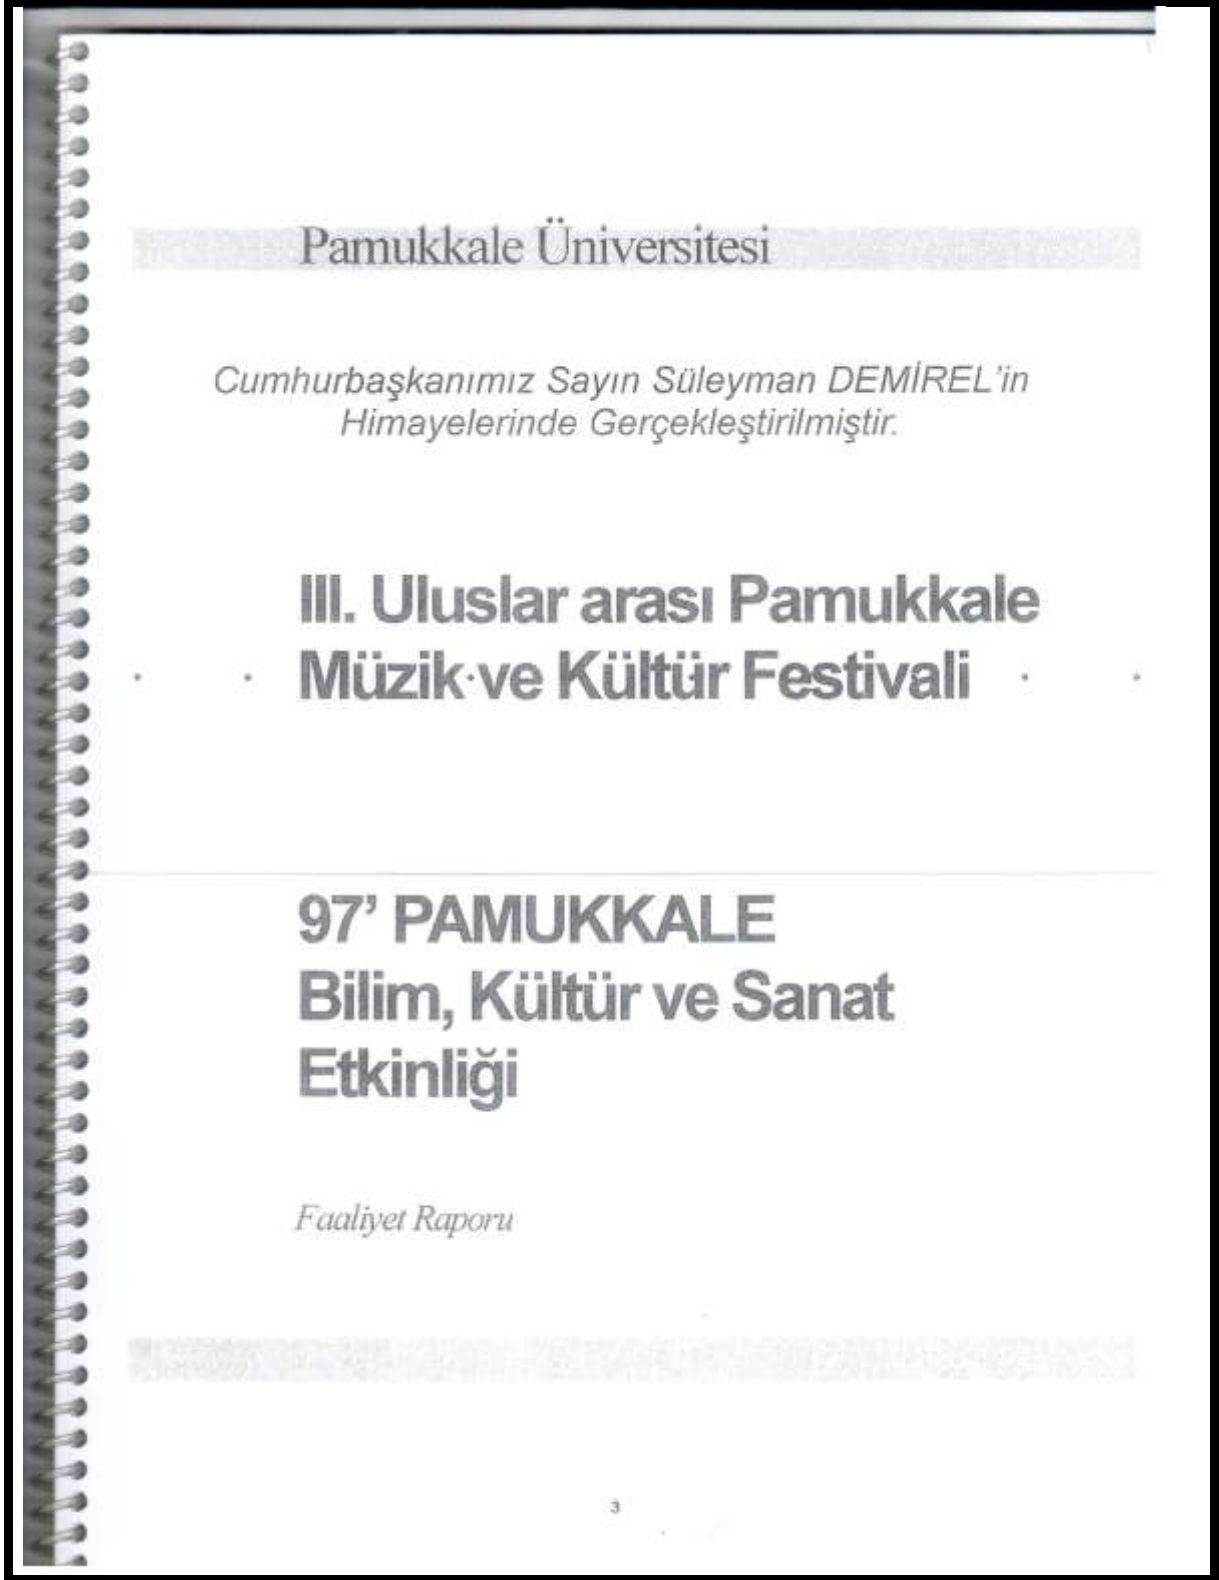 Pamukkale Üniversitesi
Cumhurbaşkanımız Sayın Süleyman DEMİREL'in
Himayelerinde Gerçekleştirilmiştir.
III. Uluslar arası Pamukkale
Müzik ve Kültür Festivali
97' PAMUKKALE
Bilim, Kültür ve Sanat
Etkinliği
Faaliyet Raporu
3